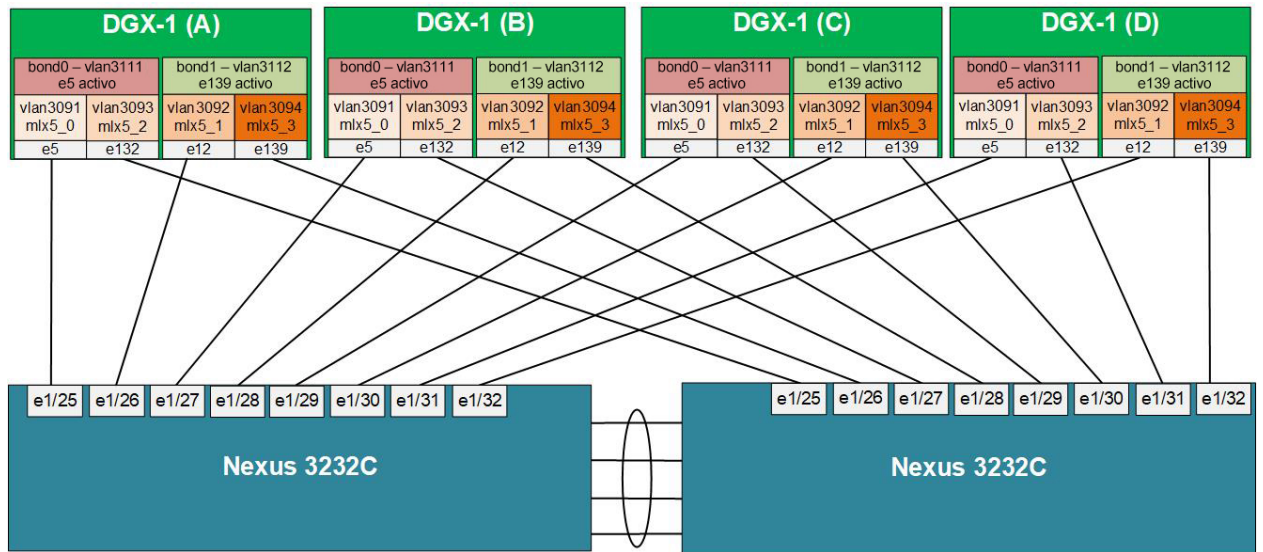 DGX-1 (A)
bond0 – vlan3111
e5 activo
bond1 – vlan3112
e139 activo
vlan3091
mlx5_0
vlan3093
mlx5_2
vlan3092
mlx5_1
vlan3094
mlx5_3
e5
e132
e12
e139
DGX-1 (B)
bond0 – vlan3111
e5 activo
bond1 – vlan3112
e139 activo
vlan3091
mlx5_0
vlan3093
mlx5_2
vlan3092
mlx5_1
vlan3094
mlx5_3
e5
e132
e12
e139
DGX-1 (C)
bond0 – vlan3111
e5 activo
bond1 – vlan3112
e139 activo
vlan3091
mlx5_0
vlan3093
mlx5_2
vlan3092
mlx5_1
vlan3094
mlx5_3
e5
e132
e12
e139
DGX-1 (D)
bond0 – vlan3111
e5 activo
bond1 – vlan3112
e139 activo
vlan3091
mlx5_0
vlan3093
mlx5_2
vlan3092
mlx5_1
vlan3094
mlx5_3
e5
e132
e12
e139
e1/25
e1/26
e1/27
e1/28
e1/29
e1/30
e1/31
e1/32
Nexus 3232C
e1/25
e1/26
e1/27
e1/28
e1/29
e1/30
e1/31
e1/32
Nexus 3232C